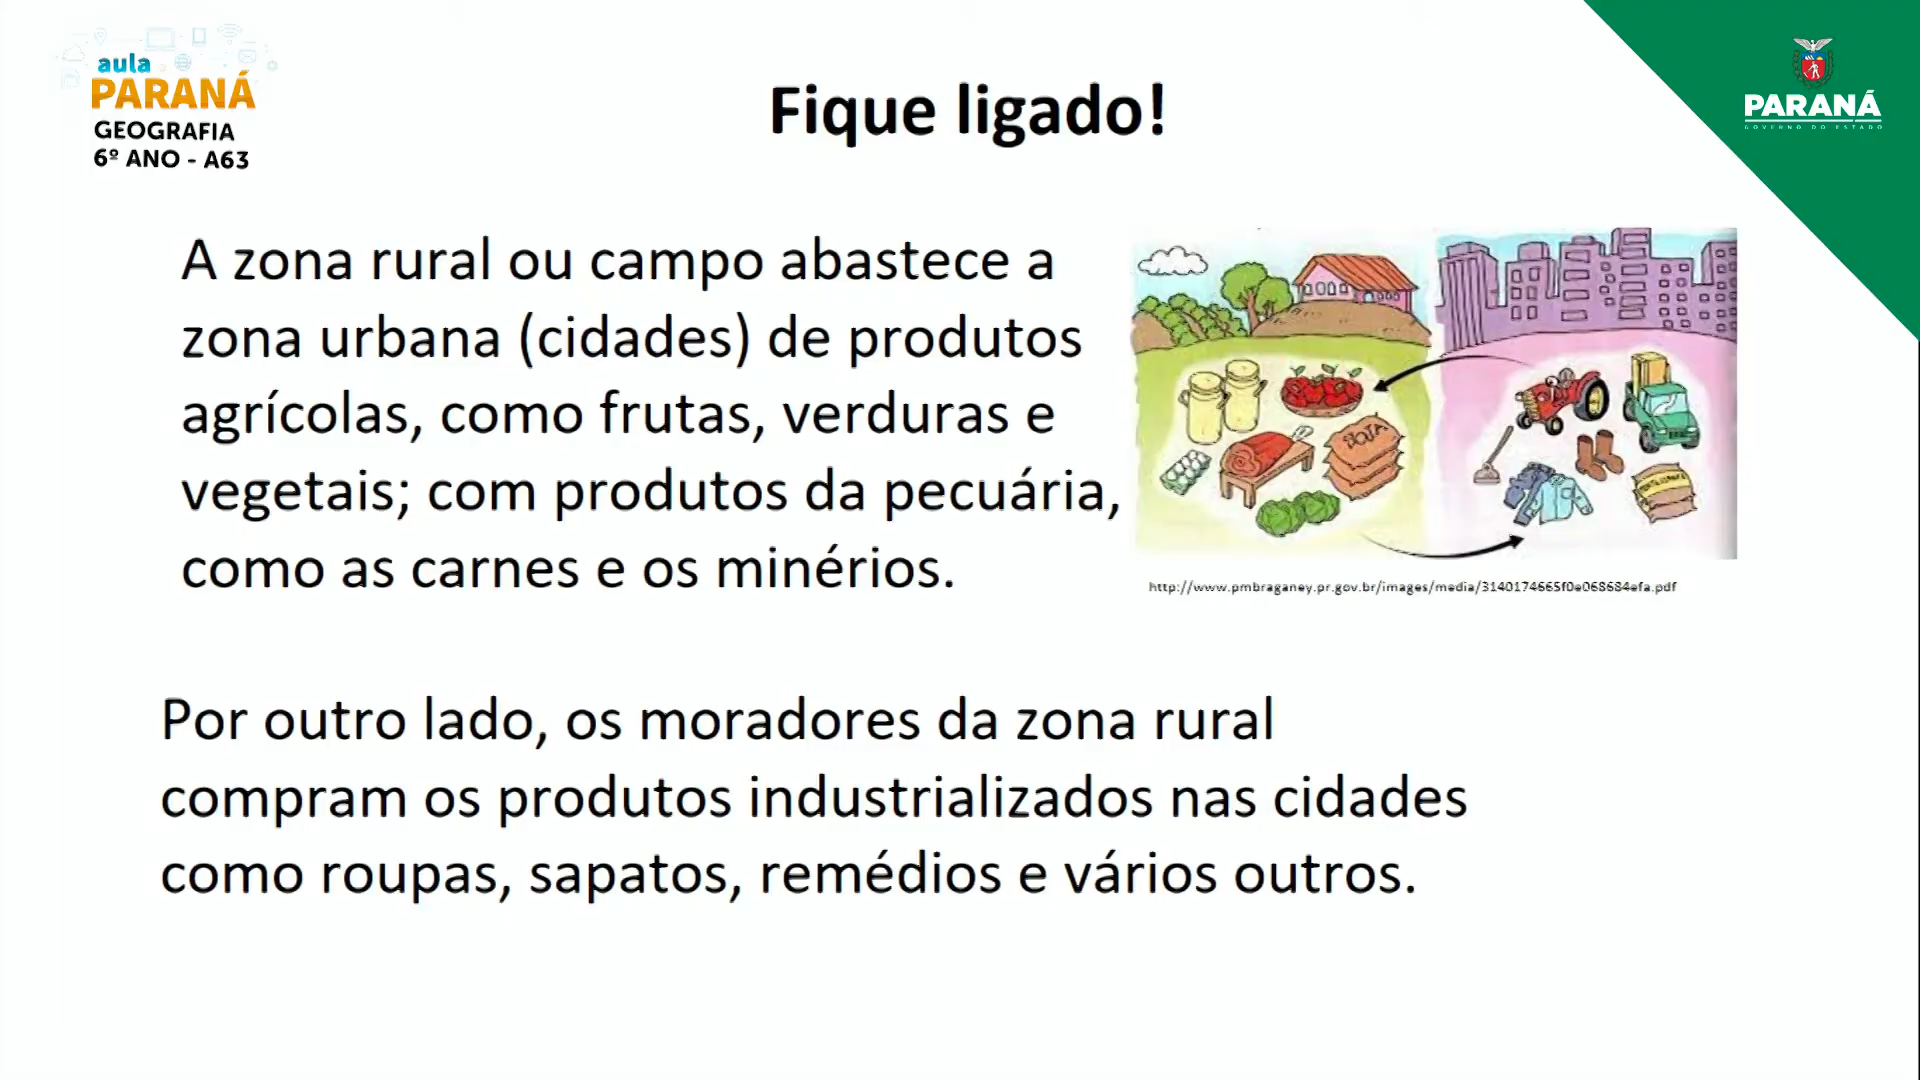 aula
PARANÁ
GEOGRAFIA
6º ANO - A63
Fique ligado!
PARANÁ
GOVERNO DO ESTADO
A zona rural ou campo abastece a
zona urbana (cidades) de produtos
agrícolas, como frutas, verduras e
vegetais; com produtos da pecuária,
como as carnes e os minérios.
SOJA
http://www.pmbraganey.pr.gov.br/images/media/3140174665f0e068684efa.pdf
Por outro lado, os moradores da zona rural
compram os produtos industrializados nas cidades
como roupas, sapatos, remédios e vários outros.